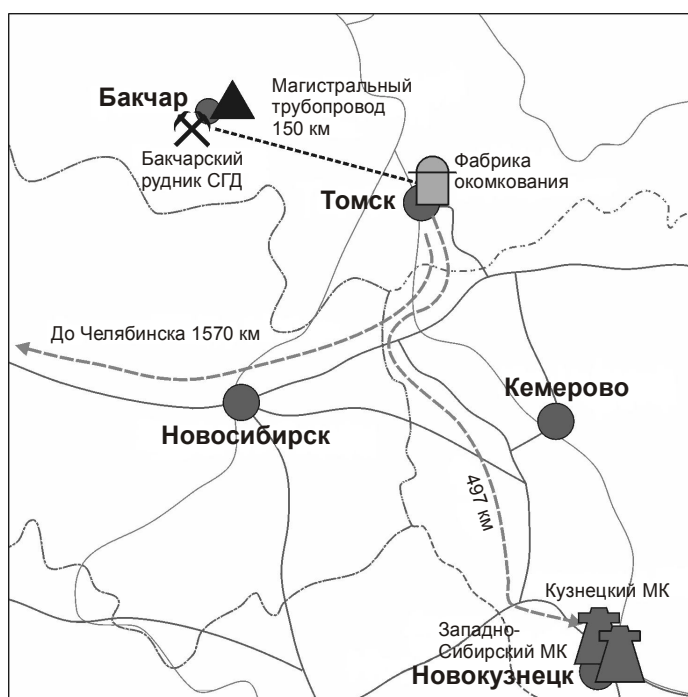 Бакчар
Магистральный
трубопровод
150 км
Бакчарский
рудник СГД
Фабрика
окомкования
Томск
До Челябинска 1570 км
Кемерово
Новосибирск
497 км
Кузнецкий МК
Западно-
Сибирский МК
Новокузнецк